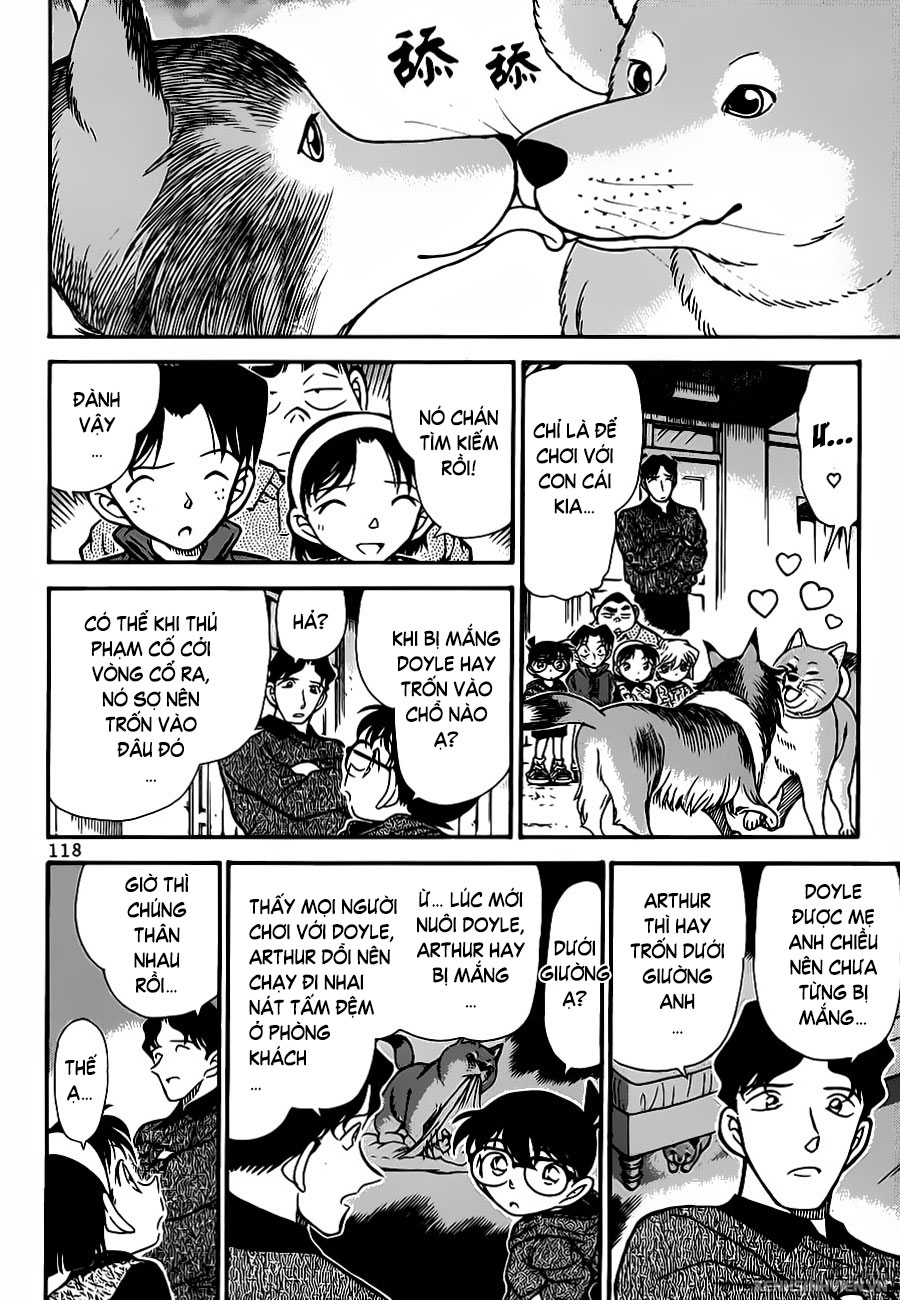 舔 舔
Ư...
♡
CHỈ LÀ ĐỂ
CHƠI VỚI
CON CÁI
KIA...
NÓ CHÁN
TÌM KIẾM
RỒI!
ĐÀNH
VẬY
...
KHI BỊ MẮNG
DOYLE HAY
TRỐN VÀO
CHỔ NÀO
Ạ?
HẢ?
CÓ THỂ KHI THỦ
PHẠM CỐ CỞI
VÒNG CỔ RA,
NÓ SỢ NÊN
TRỐN VÀO
ĐÂU ĐÓ
...
118
DOYLE
ĐƯỢC MẸ
ANH CHIỀU
NÊN CHƯA
TỪNG BỊ
MẮNG...
ARTHUR
THÌ HAY
TRỐN DƯỚI
GIƯỜNG
ANH
...
DƯỚI
GIƯỜNG
Ạ?
Ừ... LÚC MỚI
NUÔI DOYLE,
ARTHUR HAY
BỊ MẮNG
...
THẤY MỌI NGƯỜI
CHƠI VỚI DOYLE,
ARTHUR DỖI NÊN
CHẠY ĐI NHAI
NÁT TẤM ĐỆM
Ở PHÒNG
KHÁCH
...
GIỜ THÌ
CHÚNG
THÂN
NHAU
RỒI...
THẾ
Ạ...